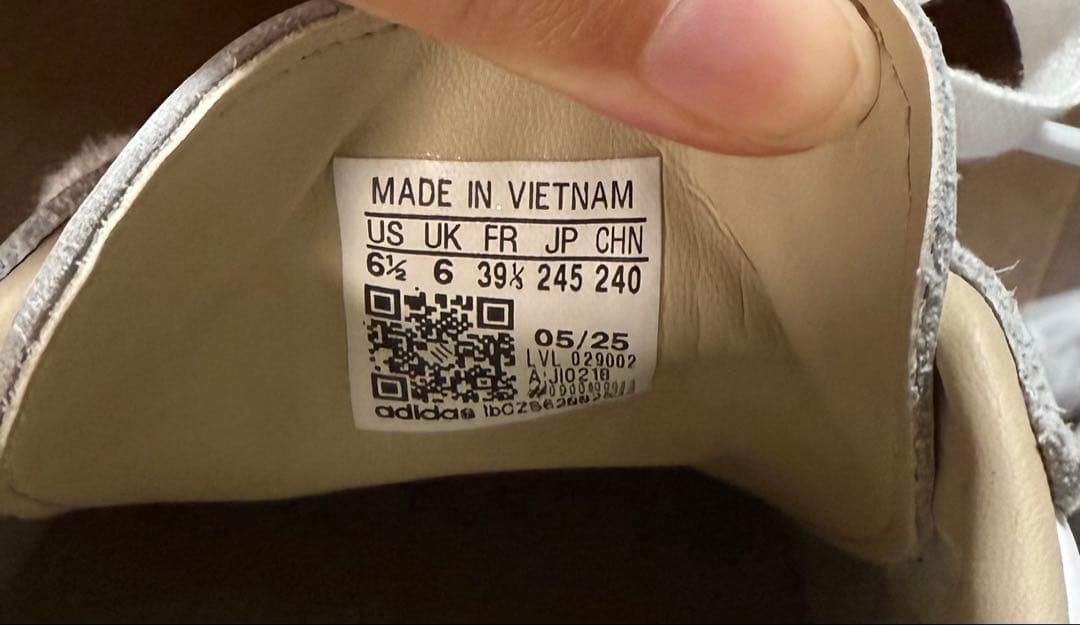 MADE IN VIETNAM
US UK FR JP CHN
6½ 6 39⅓ 245 240
05/25
LVL 029002
adidas